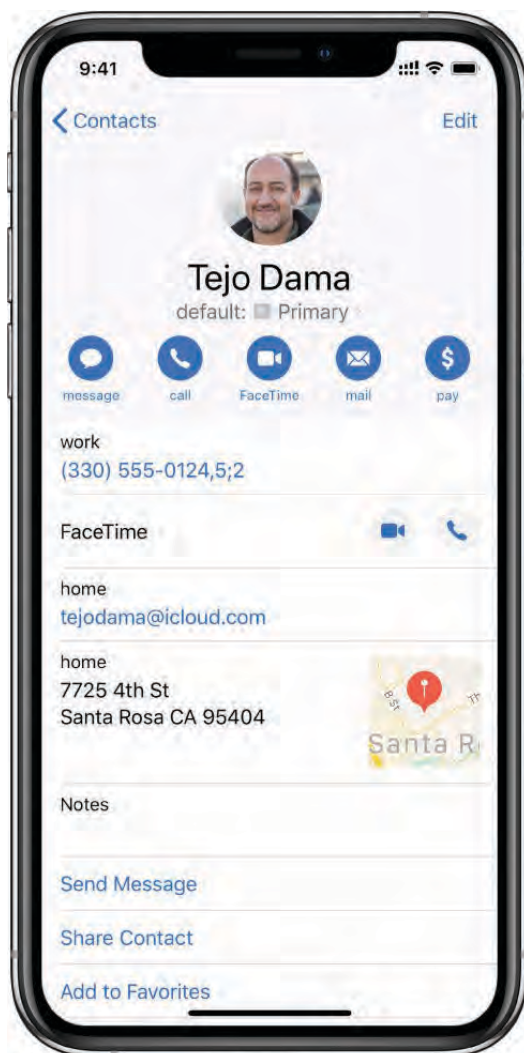 9:41
Contacts
Edit
Tejo Dama
default: Primary
message
call
FaceTime
mail
pay
work
(330) 555-0124,5;2
FaceTime
home
tejodama@icloud.com
home
7725 4th St
Santa Rosa CA 95404
B St
Th
Santa R
Notes
Send Message
Share Contact
Add to Favorites